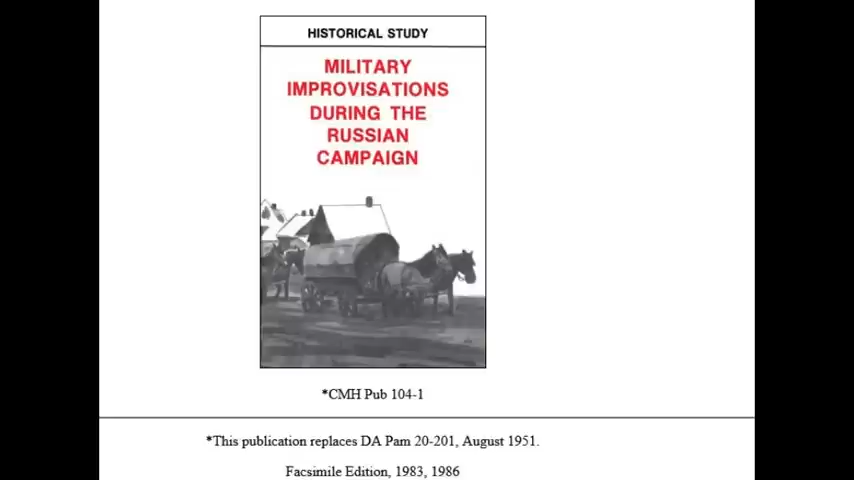 HISTORICAL STUDY
MILITARY
IMPROVISATIONS
DURING THE
RUSSIAN
CAMPAIGN
*CMH Pub 104-1
*This publication replaces DA Pam 20-201, August 1951.
Facsimile Edition, 1983, 1986